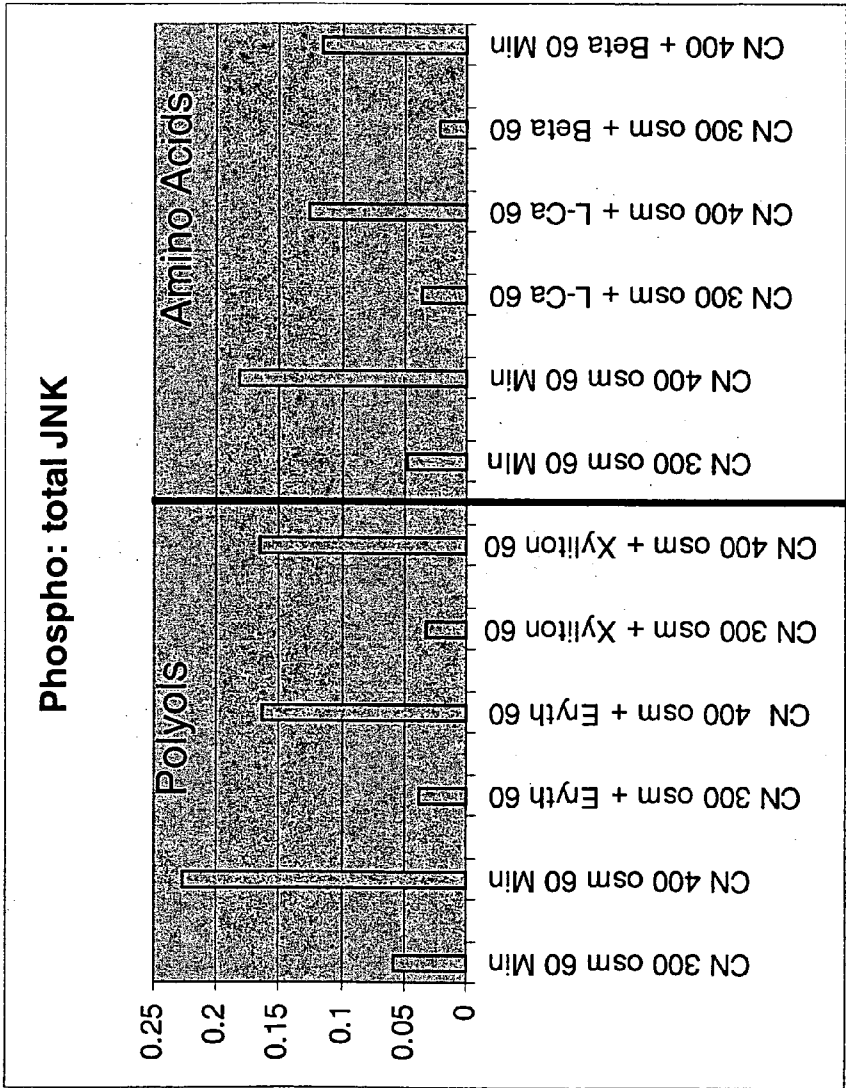 Phospho: total JNK
Polyols
Amino Acids
0.25
0.2
0.15
0.1
0.05
0
CN 300 osm 60 Min
CN 400 osm 60 Min
CN 300 osm + Eryth 60
CN 400 osm + Eryth 60
CN 300 osm + Xyliton 60
CN 400 osm + Xyliton 60
CN 300 osm 60 Min
CN 400 osm 60 Min
CN 300 osm + L-Ca 60
CN 400 osm + L-Ca 60
CN 300 osm + Beta 60
CN 400 + Beta 60 Min